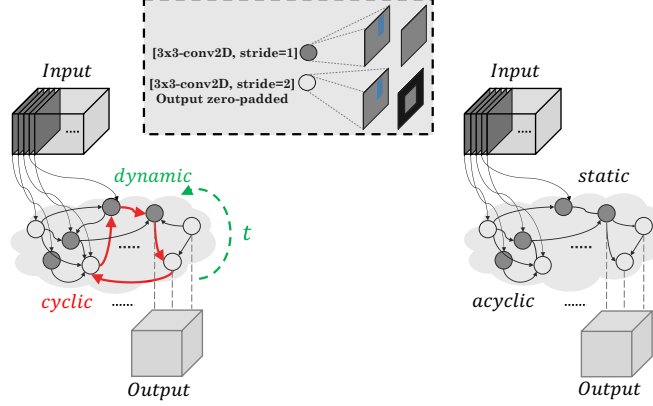 [3x3-conv2D, stride=1]
[3x3-conv2D, stride=2]
Output zero-padded
Input
....
dynamic
t
.....
cyclic
......
Output
Input
....
static
.....
acyclic
......
Output